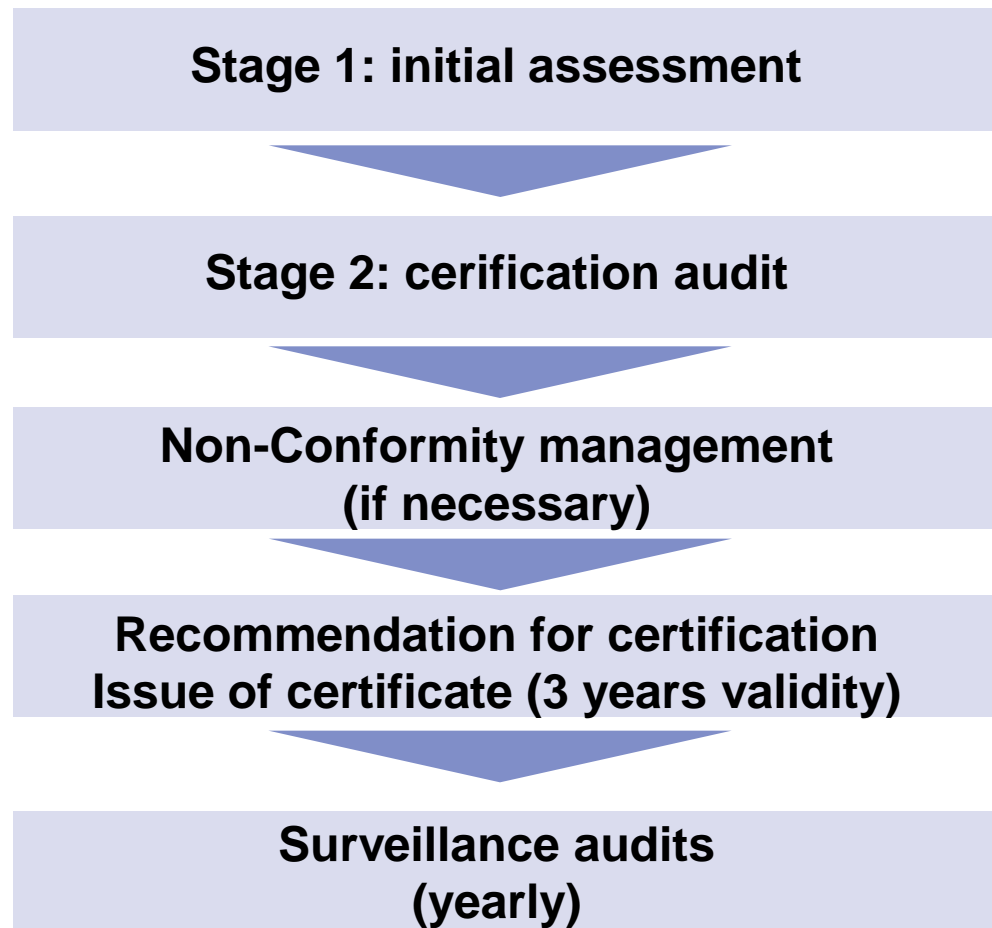 Stage 1: initial assessment
Stage 2: cerification audit
Non-Conformity management
(if necessary)
Recommendation for certification
Issue of certificate (3 years validity)
Surveillance audits
(yearly)